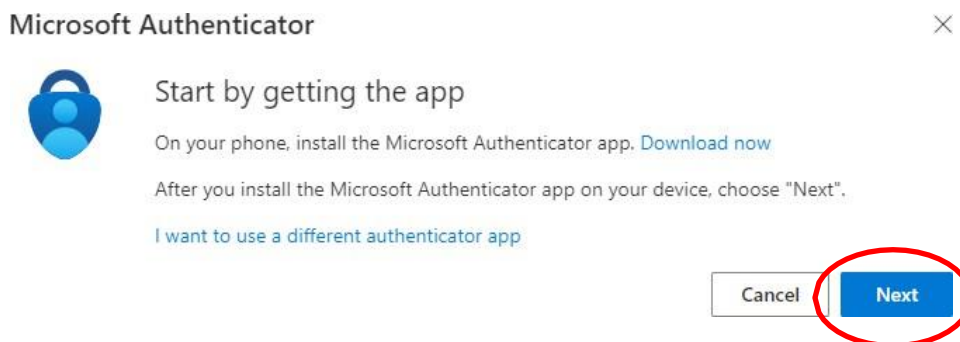 Microsoft Authenticator
Start by getting the app
On your phone, install the Microsoft Authenticator app. Download now
After you install the Microsoft Authenticator app on your device, choose "Next".
I want to use a different authenticator app
Cancel Next